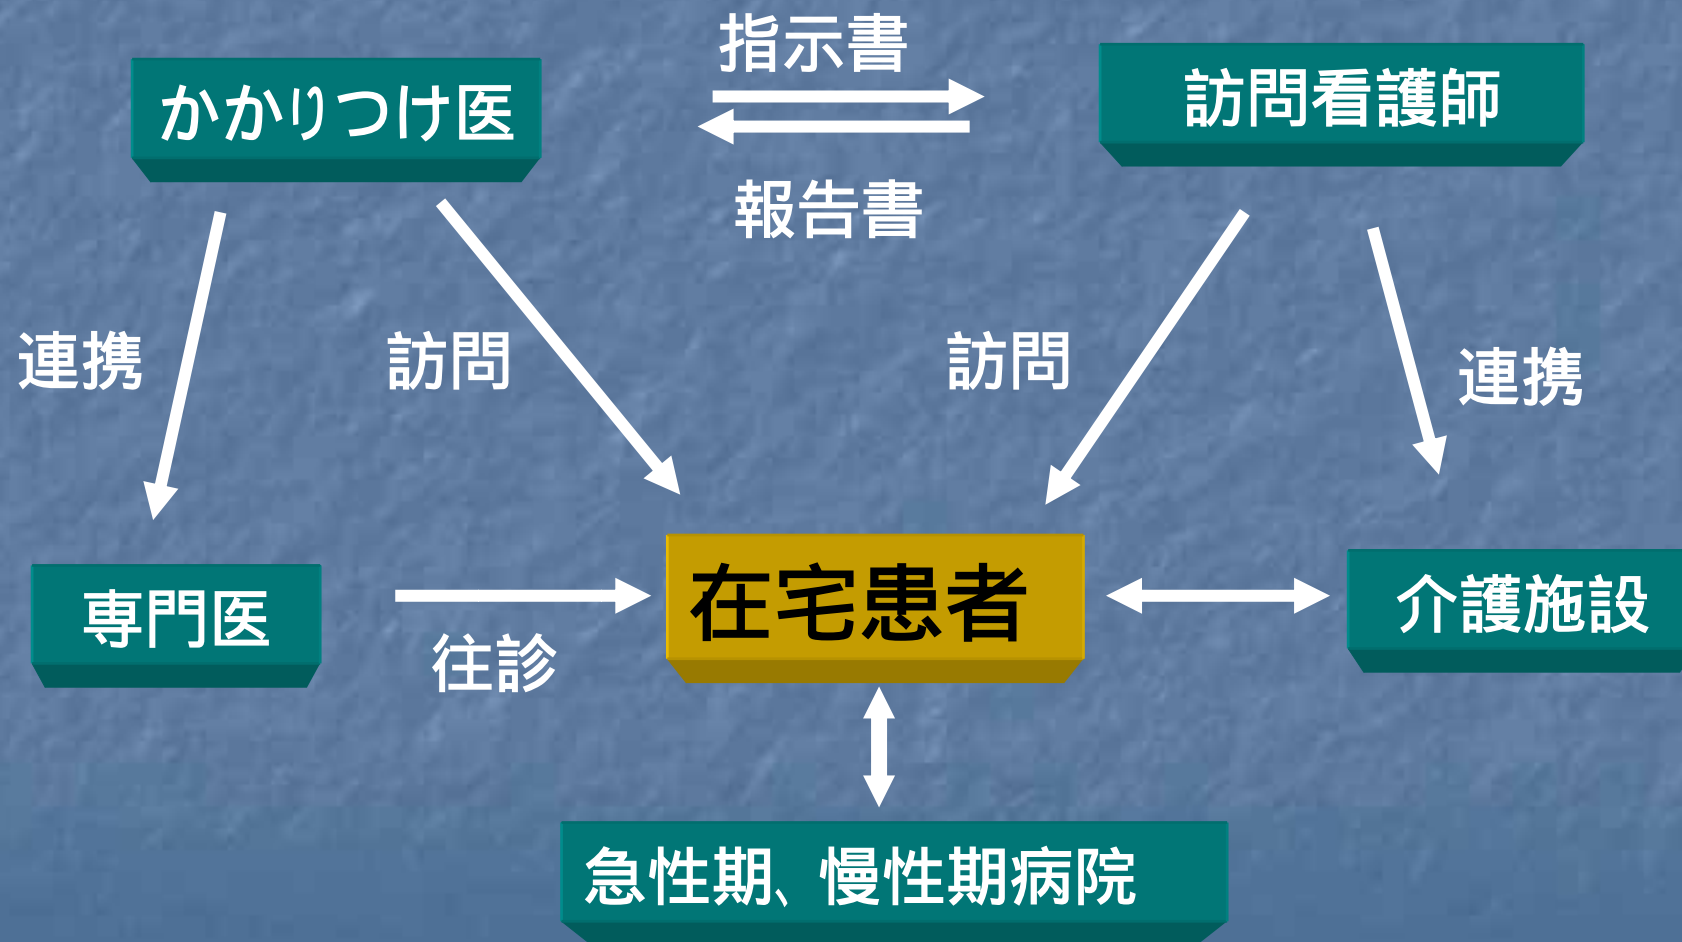 指示書
かかりつけ医
訪問看護師
報告書
連携
訪問
訪問
連携
専門医
往診
在宅患者
介護施設
急性期、慢性期病院